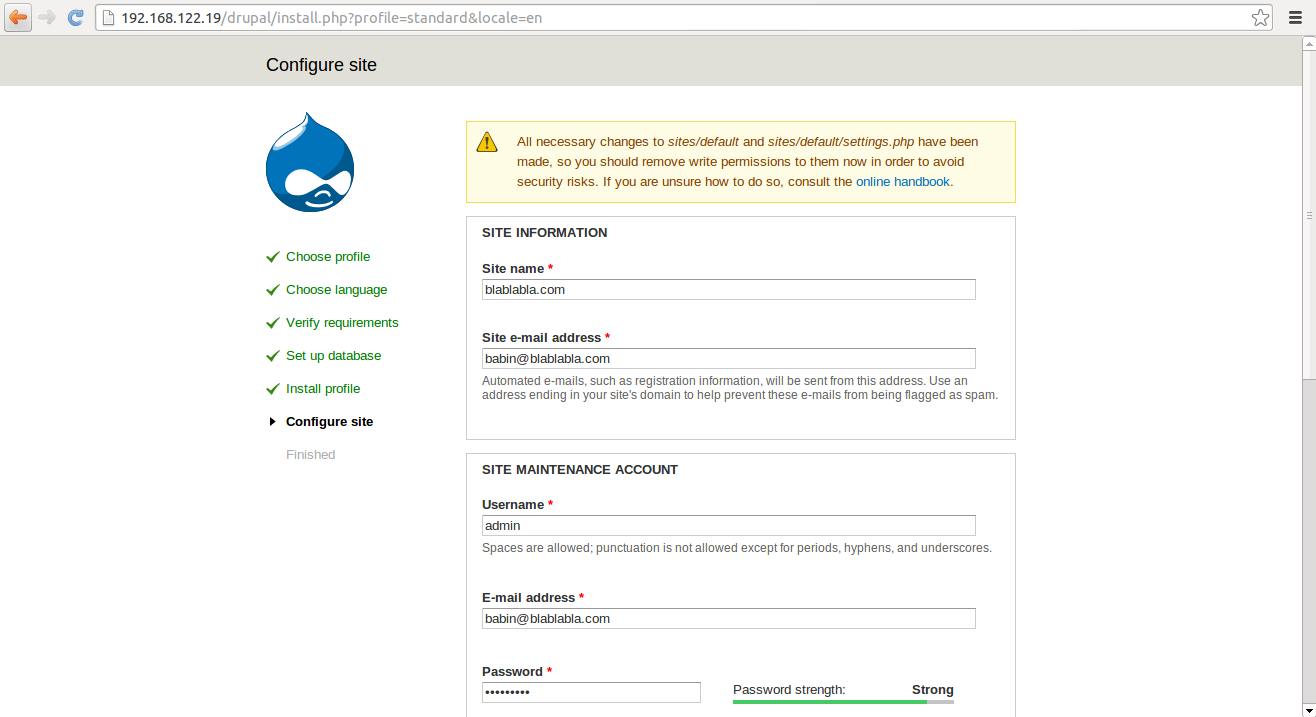 192.168.122.19/drupal/install.php?profile=standard&locale=en
Configure site
Choose profile
Choose language
Verify requirements
Set up database
Install profile
Configure site
Finished
All necessary changes to sites/default and sites/default/settings.php have been
made, so you should remove write permissions to them now in order to avoid
security risks. If you are unsure how to do so, consult the online handbook.
SITE INFORMATION
Site name *
blablabla.com
Site e-mail address *
babin@blablabla.com
Automated e-mails, such as registration information, will be sent from this address. Use an
address ending in your site's domain to help prevent these e-mails from being flagged as spam.
SITE MAINTENANCE ACCOUNT
Username *
admin
Spaces are allowed; punctuation is not allowed except for periods, hyphens, and underscores.
E-mail address *
babin@blablabla.com
Password *
•••••••••
Password strength: Strong